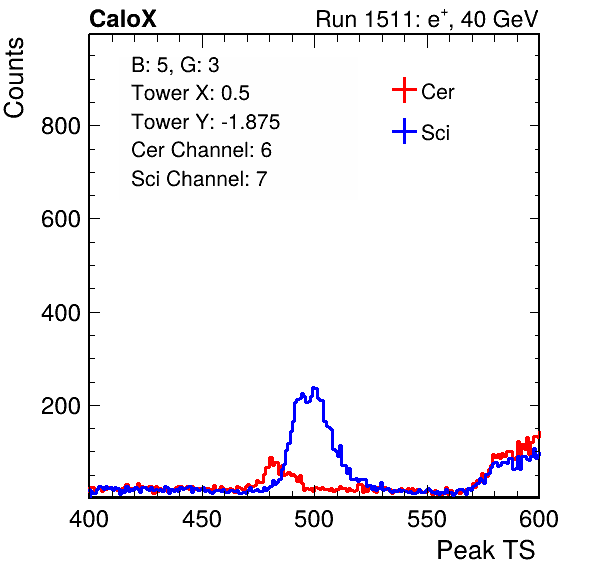 CaloX Run 1511: e+, 40 GeV
Counts
B: 5, G: 3
Tower X: 0.5
Tower Y: -1.875
Cer Channel: 6
Sci Channel: 7
Cer
Sci
800
600
400
200
400 450 500 550 600
Peak TS